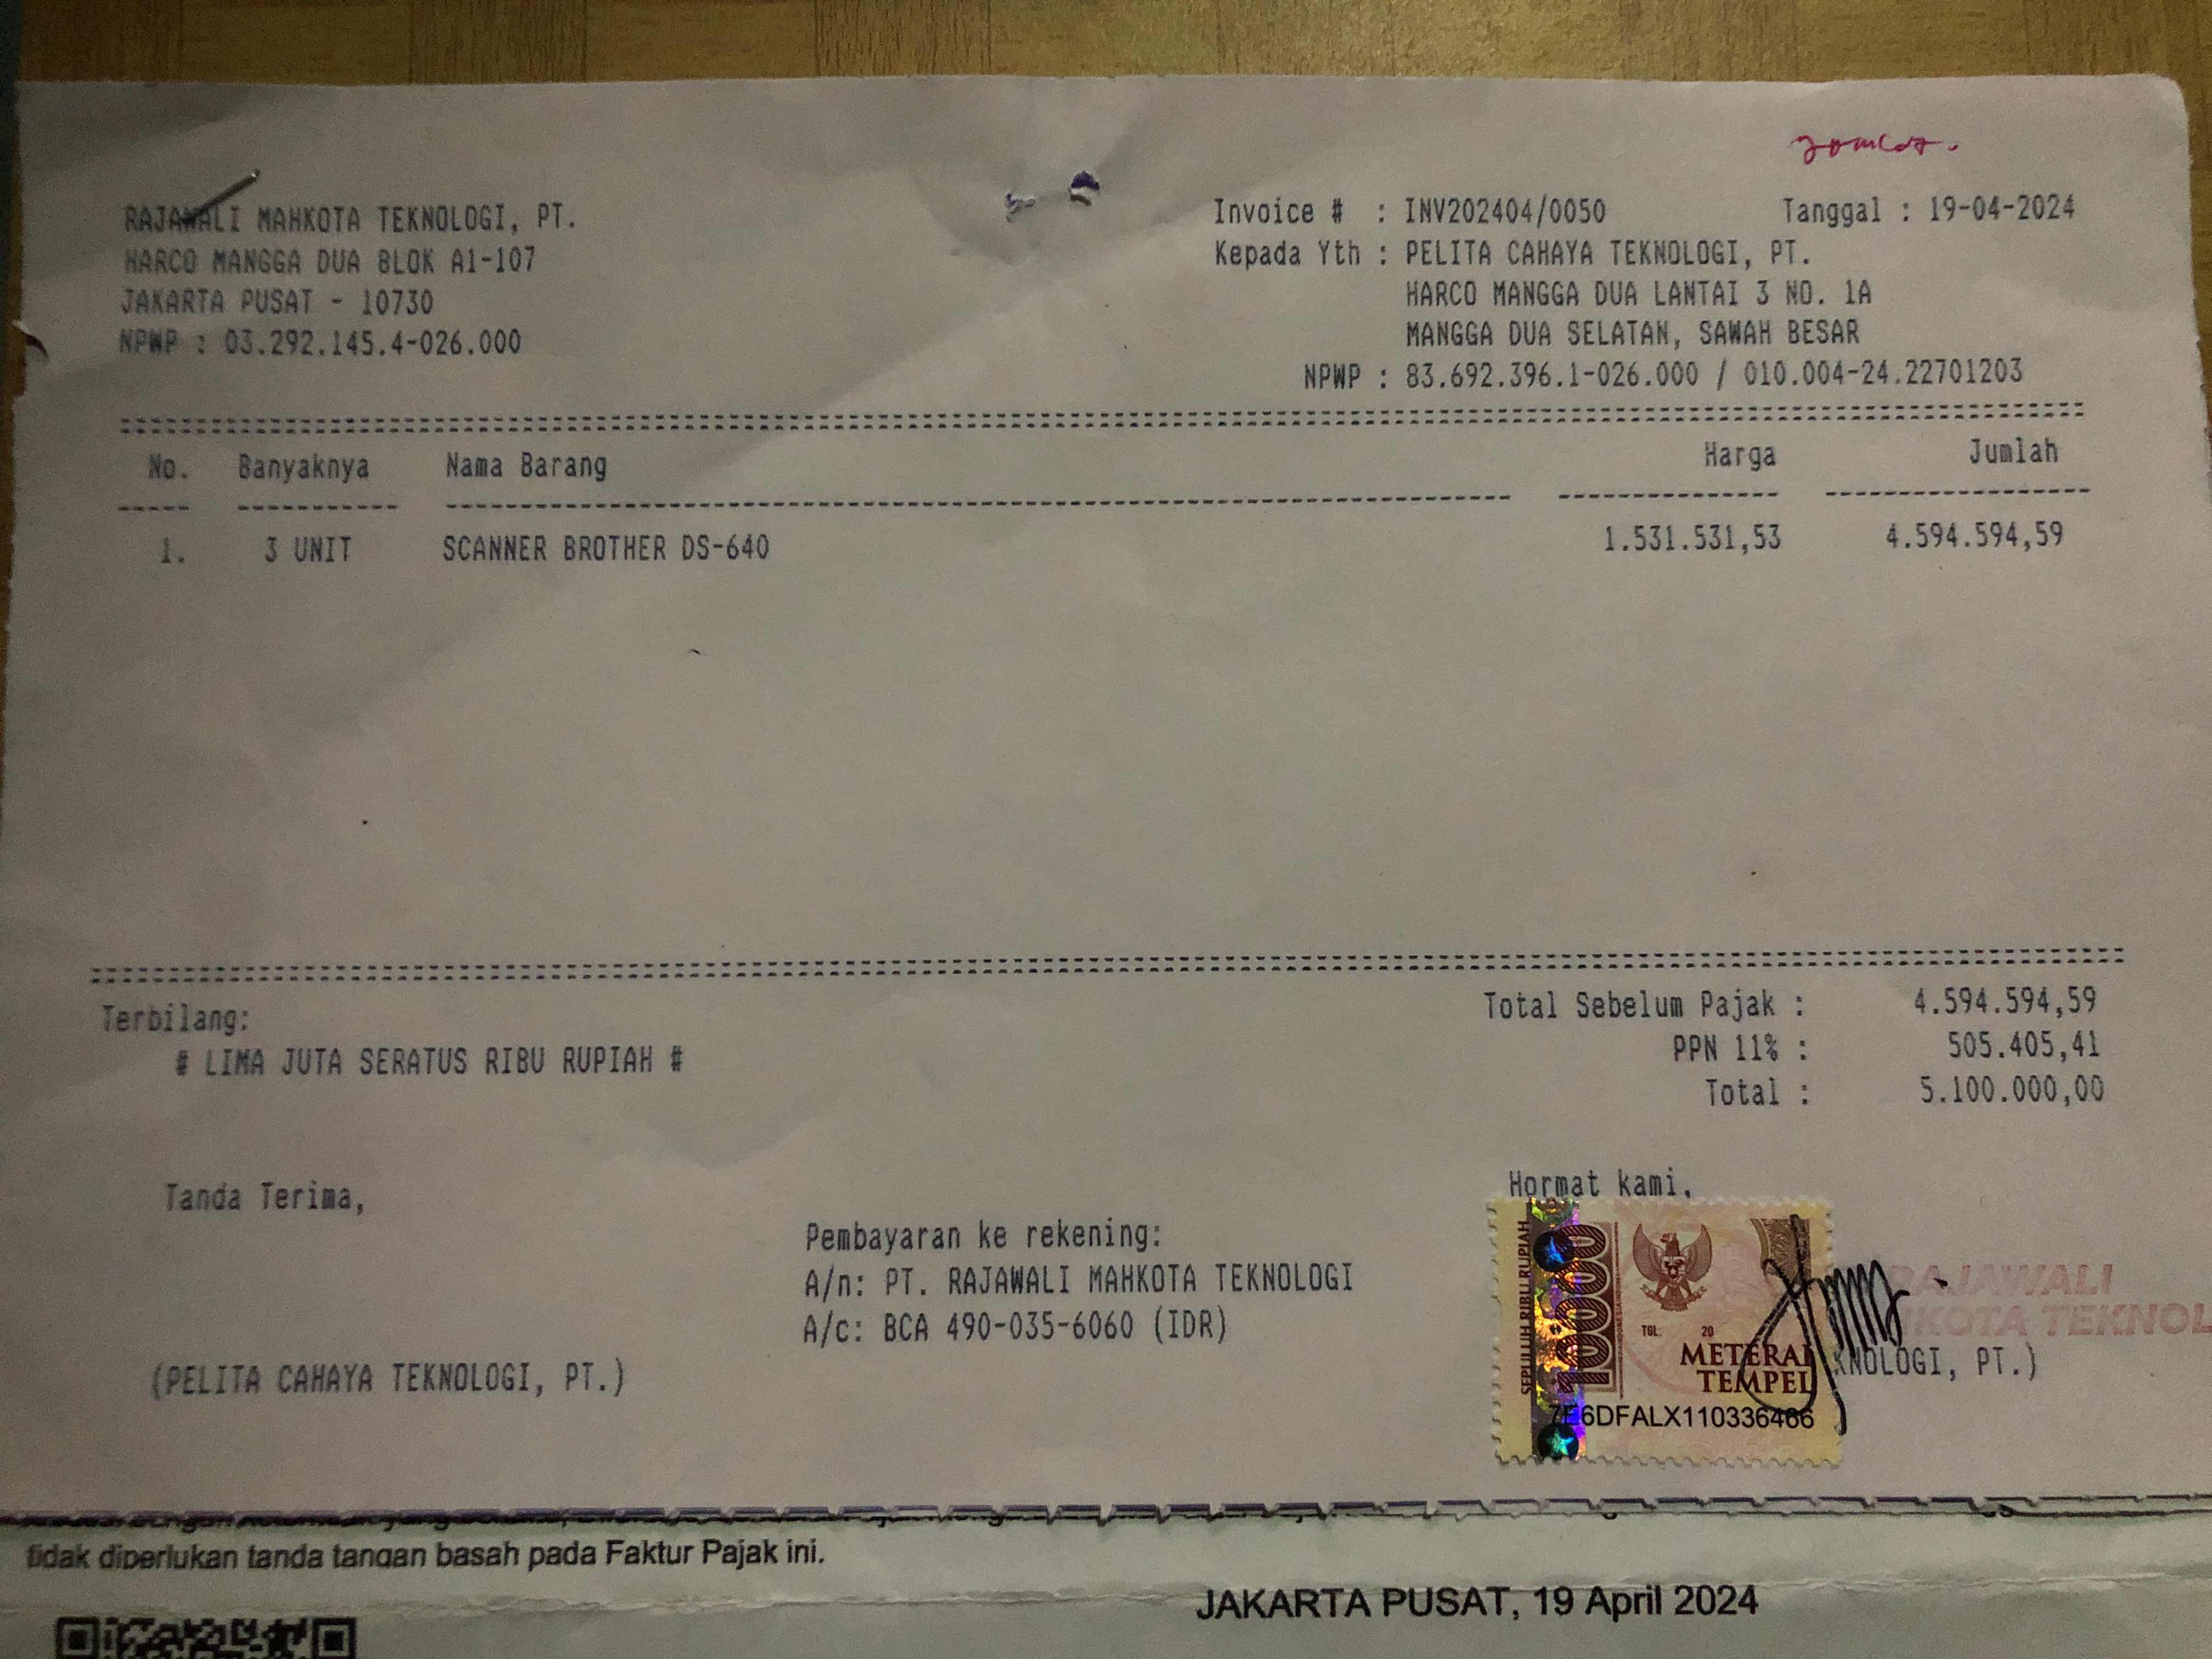 RAJAWALI MAHKOTA TEKNOLOGI, PT.
HARCO MANGGA DUA BLOK A1-107
JAKARTA PUSAT - 10730
NPWP : 03.292.145.4-026.000
Invoice # : INV202404/0050 Tanggal : 19-04-2024
Kepada Yth : PELITA CAHAYA TEKNOLOGI, PT.
HARCO MANGGA DUA LANTAI 3 NO. 1A
MANGGA DUA SELATAN, SAWAH BESAR
NPWP : 83.692.396.1-026.000 / 010.004-24.22701203
No. Banyaknya Nama Barang Harga Jumlah
1. 3 UNIT SCANNER BROTHER DS-640 1.531.531,53 4.594.594,59
Terbilang:
# LIMA JUTA SERATUS RIBU RUPIAH #
Total Sebelum Pajak : 4.594.594,59
PPN 11% : 505.405,41
Total : 5.100.000,00
Tanda Terima,
(PELITA CAHAYA TEKNOLOGI, PT.)
Pembayaran ke rekening:
A/n: PT. RAJAWALI MAHKOTA TEKNOLOGI
A/c: BCA 490-035-6060 (IDR)
Hormat kami,
SEPULUH RIBU RUPIAH
10000
TGL. 20
METERAI
TEMPEL
7E6DFALX110336466
RAJAWALI
KOTA TEKNOL
KNOLOGI, PT.)
tidak diperlukan tanda tangan basah pada Faktur Pajak ini.
JAKARTA PUSAT, 19 April 2024